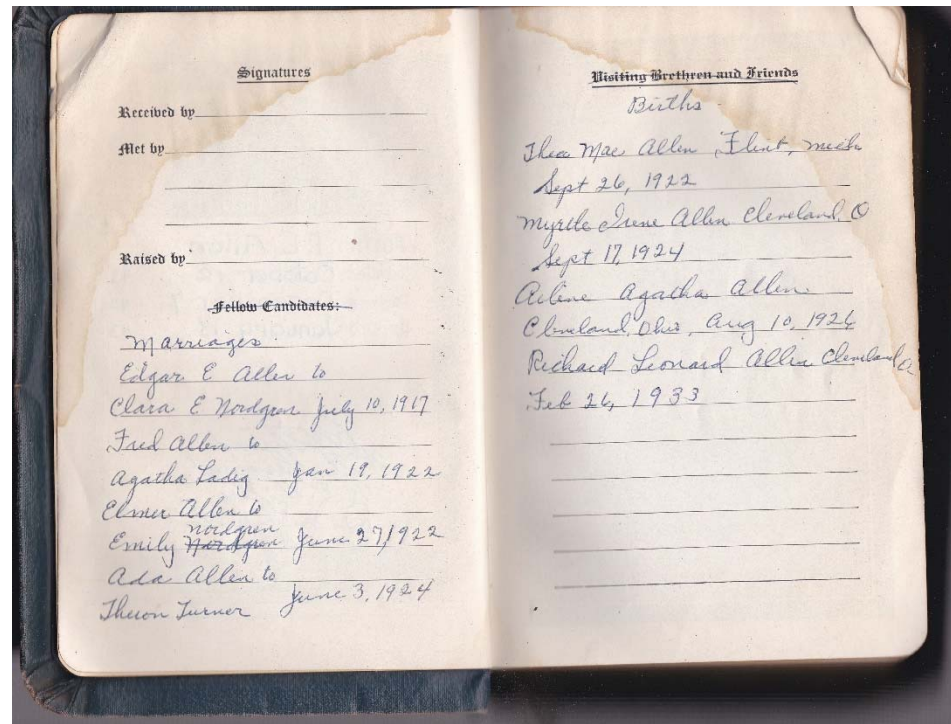 Signatures
Received by
Met by
Raised by
Fellow Candidates:
Marriages
Edgar E Allen to
Clara E Nordgren July 10, 1917
Fred Allen to
Agatha Ladig Jan 19, 1922
Elmer Allen to
Nordgren
Emily Nordgren June 27, 1922
Ada Allen to
Theron Turner June 3, 1924
Visiting Brethren and Friends
Births
Thea Mae Allen, Flint, Mich
Sept 26, 1922
Myrtle Irene Allen Cleveland O
Sept 17, 1924
Arlene Agatha Allen
Cleveland, Ohio, Aug 10, 1926
Richard Leonard Allen Cleveland O
Feb 26, 1933